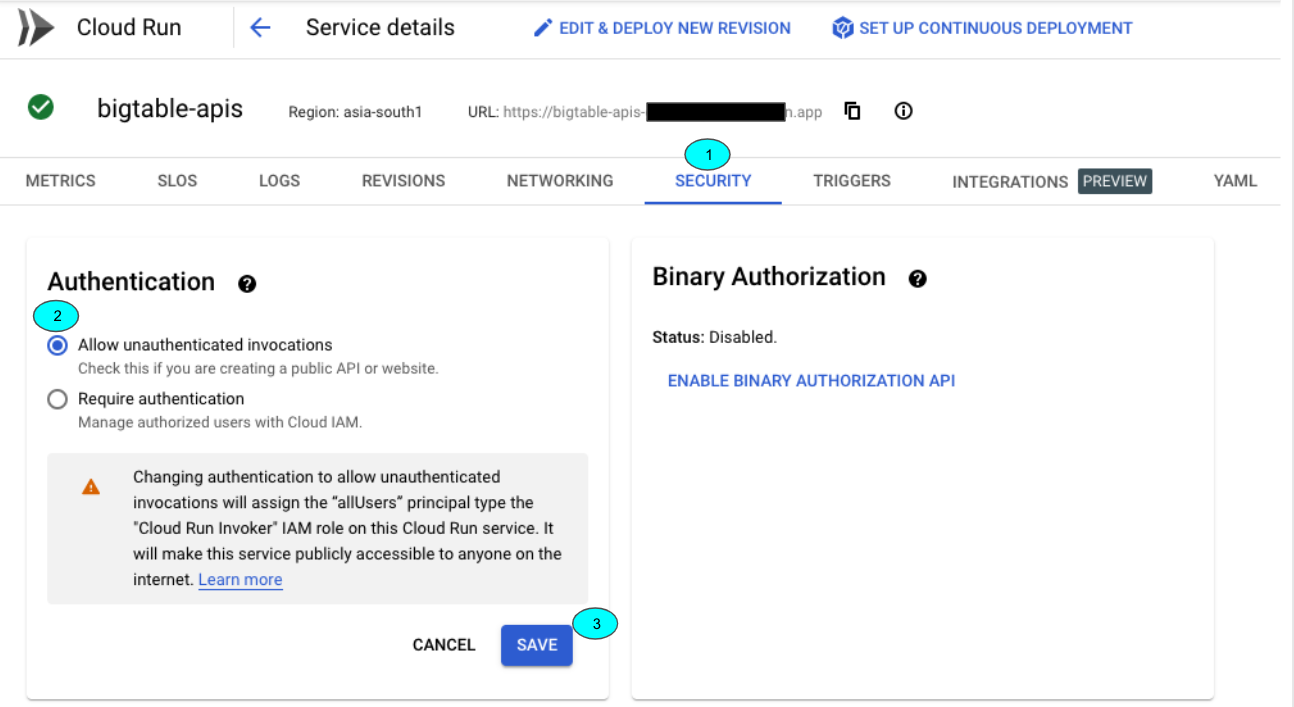 Cloud Run
Service details
EDIT & DEPLOY NEW REVISION
SET UP CONTINUOUS DEPLOYMENT
bigtable-apis
Region: asia-south1
URL: https://bigtable-apis-
n.app
1
METRICS
SLOS
LOGS
REVISIONS
NETWORKING
SECURITY
TRIGGERS
INTEGRATIONS PREVIEW
YAML
Authentication
2
Allow unauthenticated invocations
Check this if you are creating a public API or website.
Require authentication
Manage authorized users with Cloud IAM.
Changing authentication to allow unauthenticated
invocations will assign the “allUsers” principal type the
"Cloud Run Invoker" IAM role on this Cloud Run service. It
will make this service publicly accessible to anyone on the
internet. Learn more
3
CANCEL
SAVE
Binary Authorization
Status: Disabled.
ENABLE BINARY AUTHORIZATION API